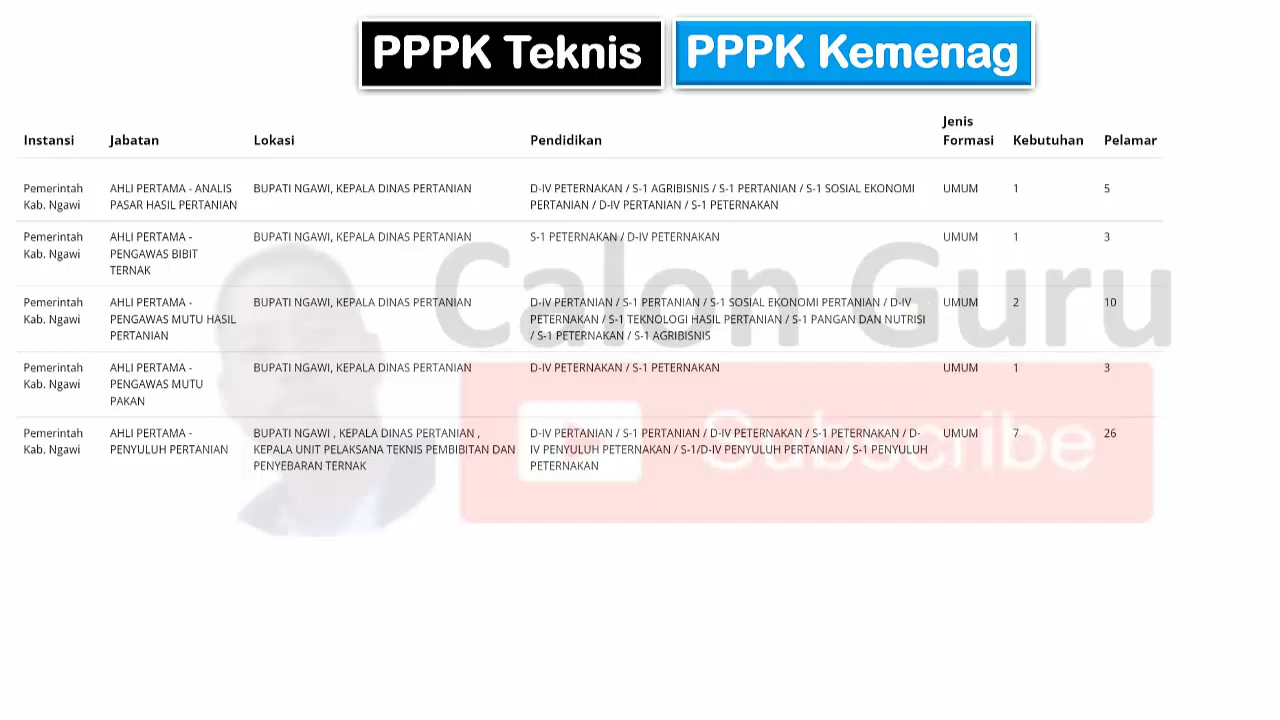 PPPK Teknis PPPK Kemenag
Instansi Jabatan Lokasi Pendidikan Jenis Formasi Kebutuhan Pelamar
Pemerintah AHLI PERTAMA - ANALIS BUPATI NGAWI, KEPALA DINAS PERTANIAN D-IV PETERNAKAN / S-1 AGRIBISNIS / S-1 PERTANIAN / S-1 SOSIAL EKONOMI UMUM 1 5
Kab. Ngawi PASAR HASIL PERTANIAN PERTANIAN / D-IV PERTANIAN / S-1 PETERNAKAN
Pemerintah AHLI PERTAMA - BUPATI NGAWI, KEPALA DINAS PERTANIAN S-1 PETERNAKAN / D-IV PETERNAKAN UMUM 1 3
Kab. Ngawi PENGAWAS BIBIT
TERNAK
Pemerintah AHLI PERTAMA - BUPATI NGAWI, KEPALA DINAS PERTANIAN D-IV PERTANIAN / S-1 PERTANIAN / S-1 SOSIAL EKONOMI PERTANIAN / D-IV UMUM 2 10
Kab. Ngawi PENGAWAS MUTU HASIL PETERNAKAN / S-1 TEKNOLOGI HASIL PERTANIAN / S-1 PANGAN DAN NUTRISI
PERTANIAN / S-1 PETERNAKAN / S-1 AGRIBISNIS
Pemerintah AHLI PERTAMA - BUPATI NGAWI, KEPALA DINAS PERTANIAN D-IV PETERNAKAN / S-1 PETERNAKAN UMUM 1 3
Kab. Ngawi PENGAWAS MUTU
PAKAN
Pemerintah AHLI PERTAMA - BUPATI NGAWI , KEPALA DINAS PERTANIAN , D-IV PERTANIAN / S-1 PERTANIAN / D-IV PETERNAKAN / S-1 PETERNAKAN / D- UMUM 7 26
Kab. Ngawi PENYULUH PERTANIAN KEPALA UNIT PELAKSANA TEKNIS PEMBIBITAN DAN IV PENYULUH PETERNAKAN / S-1/D-IV PENYULUH PERTANIAN / S-1 PENYULUH
PENYEBARAN TERNAK PETERNAKAN
Calon Guru
Subscribe